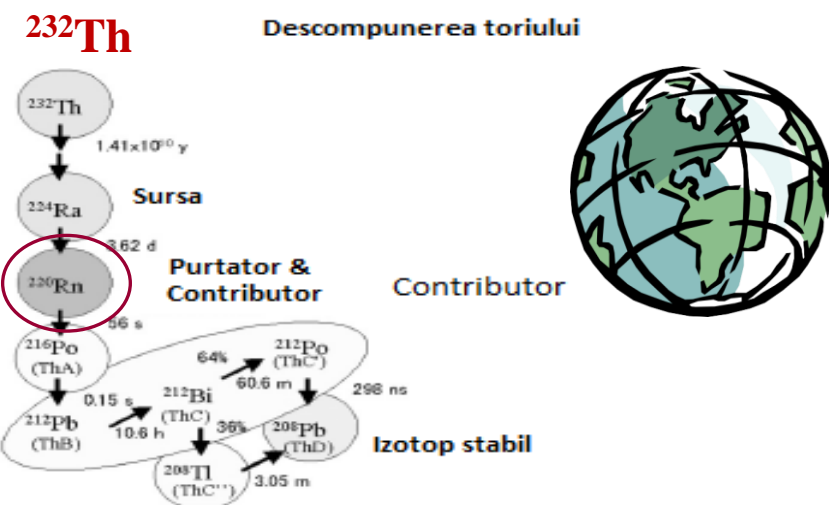 ²³²Th
Descompunerea toriului
²³²Th
1.41×10¹⁰ y
²²⁴Ra
Sursa
3.62 d
²²⁰Rn
Purtator &
Contributor
Contributor
56 s
²¹⁶Po
(ThA)
64%
²¹²Po
(ThC')
0.15 s
²¹²Bi
(ThC)
60.6 m
298 ns
²¹²Pb
(ThB)
10.6 h
36%
²⁰⁸Pb
(ThD)
Izotop stabil
²⁰⁸Tl
(ThC'')
3.05 m